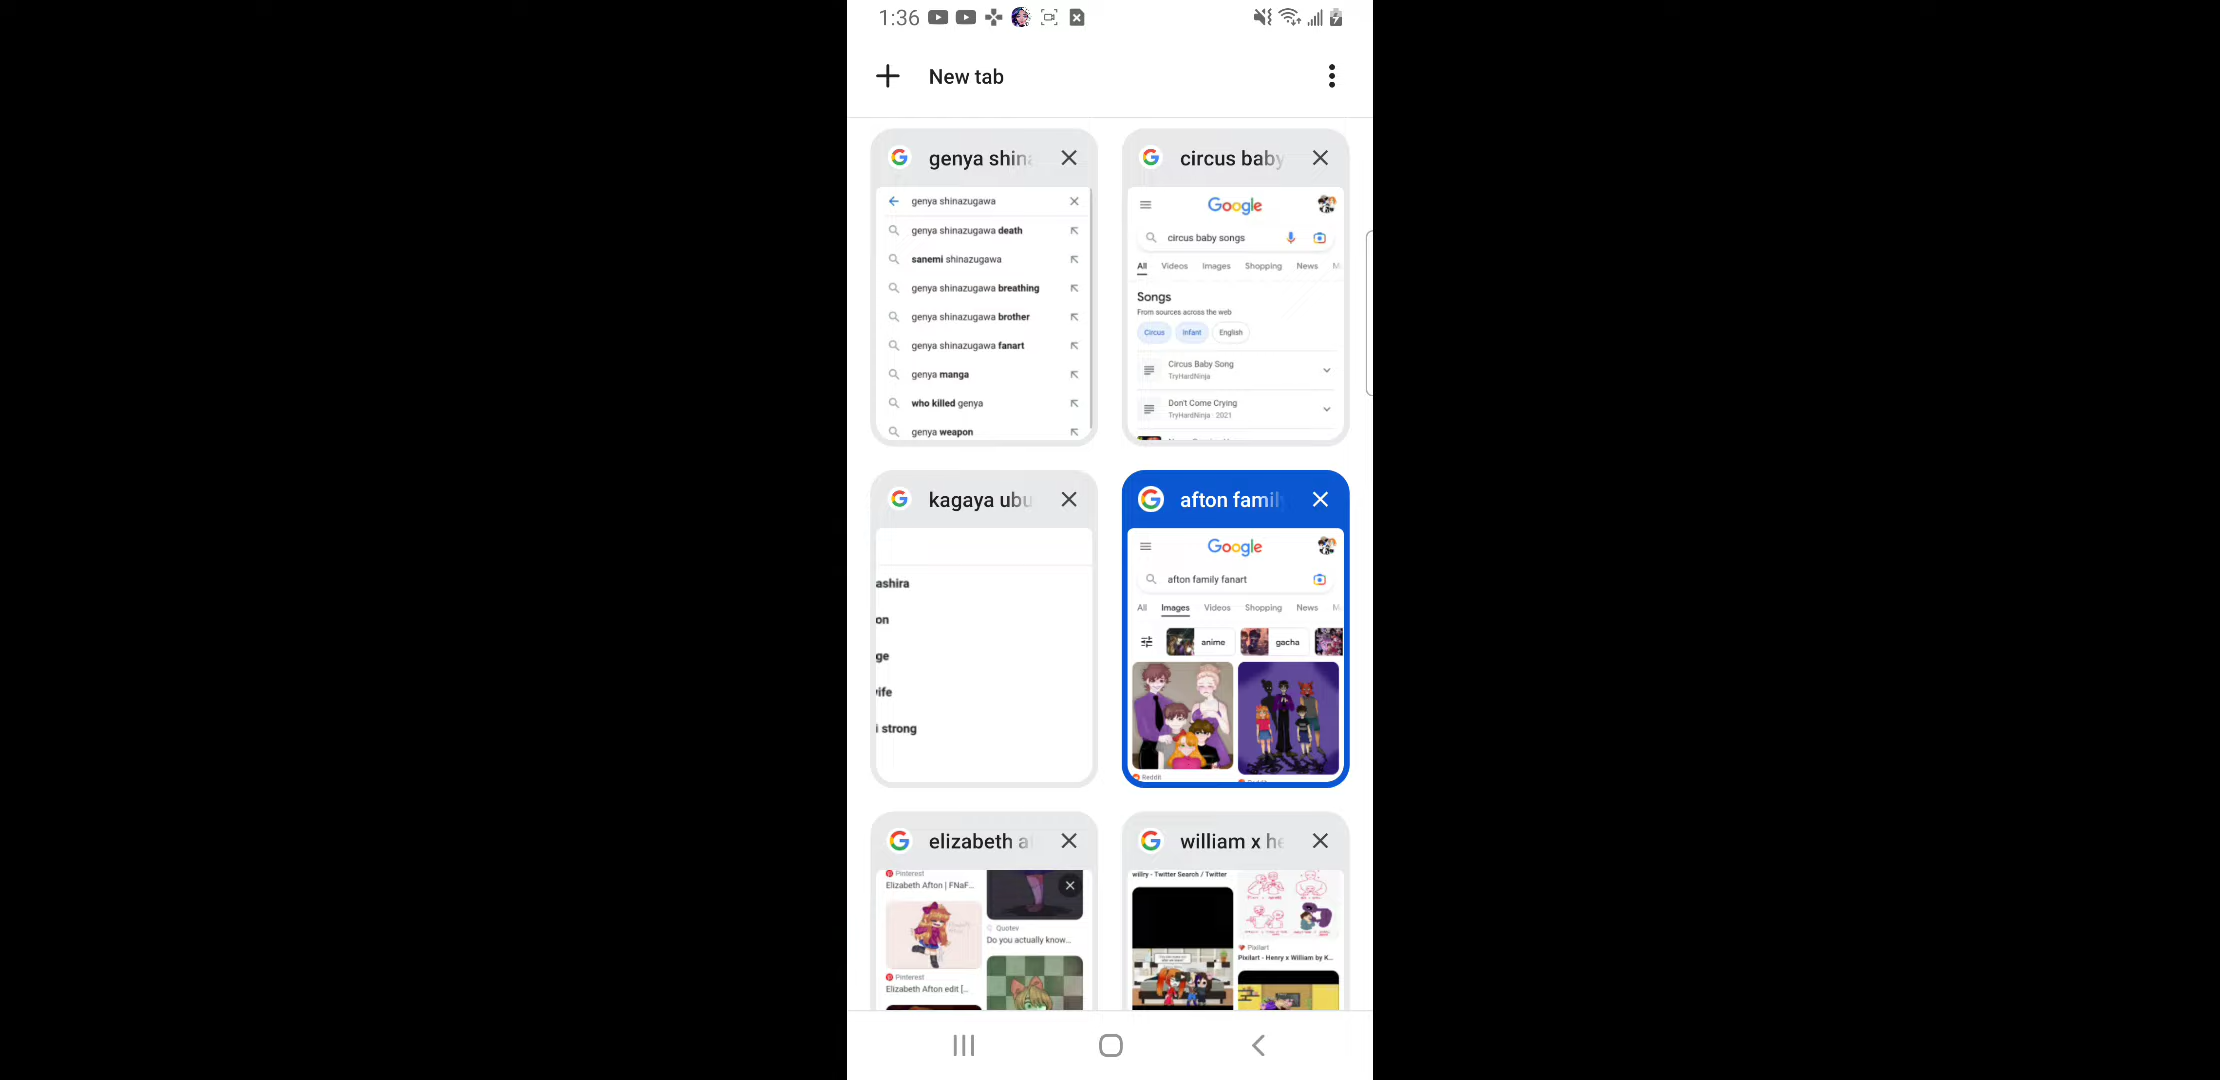 1:36
New tab
genya shin
genya shinazugawa
genya shinazugawa death
sanemi shinazugawa
genya shinazugawa breathing
genya shinazugawa brother
genya shinazugawa fanart
genya manga
who killed genya
genya weapon
circus baby
Google
circus baby songs
All Videos Images Shopping News M
Songs
From sources across the web
Circus Infant English
Circus Baby Song
TryHardNinja
Don't Come Crying
TryHardNinja · 2021
kagaya ubu
ashira
on
ge
ife
i strong
afton famil
Google
afton family fanart
All Images Videos Shopping News M
anime gacha
Reddit
elizabeth a
Pinterest
Elizabeth Afton | FNaF...
Quotev
Do you actually know...
Pinterest
Elizabeth Afton edit [...
william x he
willry - Twitter Search / Twitter
Pixilart
Pixilart - Henry x William by K...